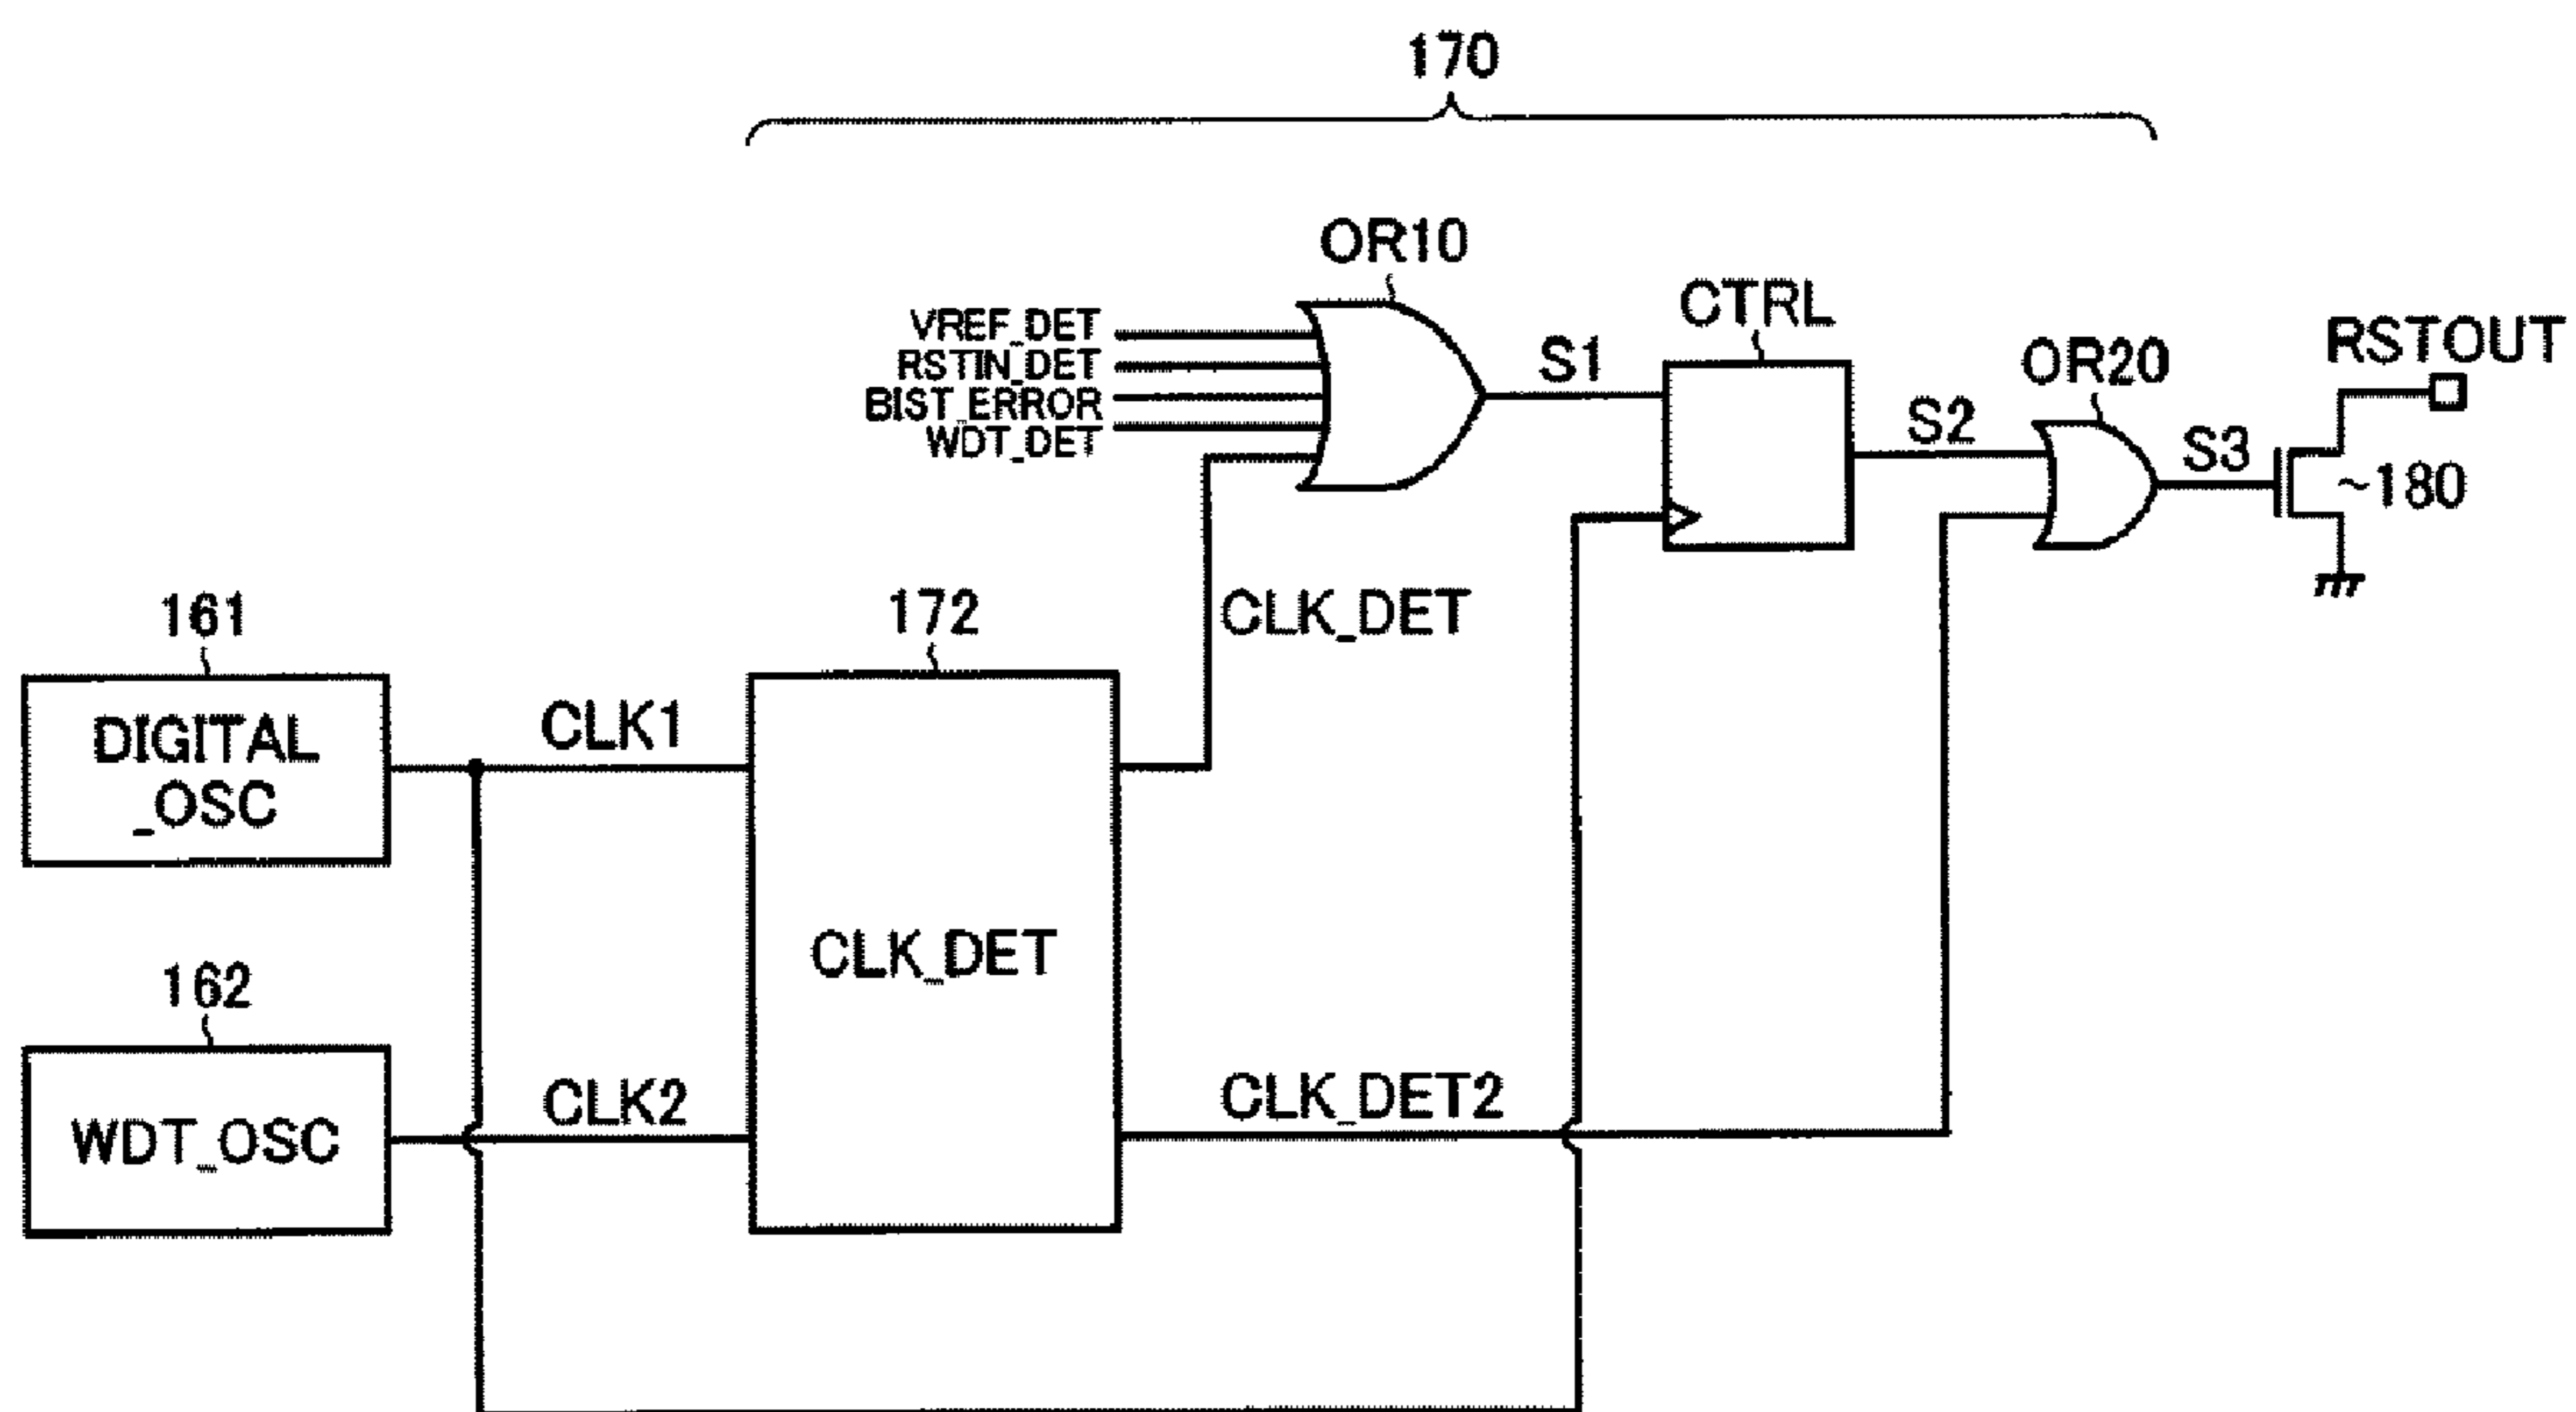 170
OR10
VREF_DET
RSTIN_DET
BIST_ERROR
WDT_DET
S1
CTRL
S2
OR20
S3
RSTOUT
~180
CLK_DET
161
DIGITAL
_OSC
CLK1
172
CLK_DET
162
WDT_OSC
CLK2
CLK_DET2